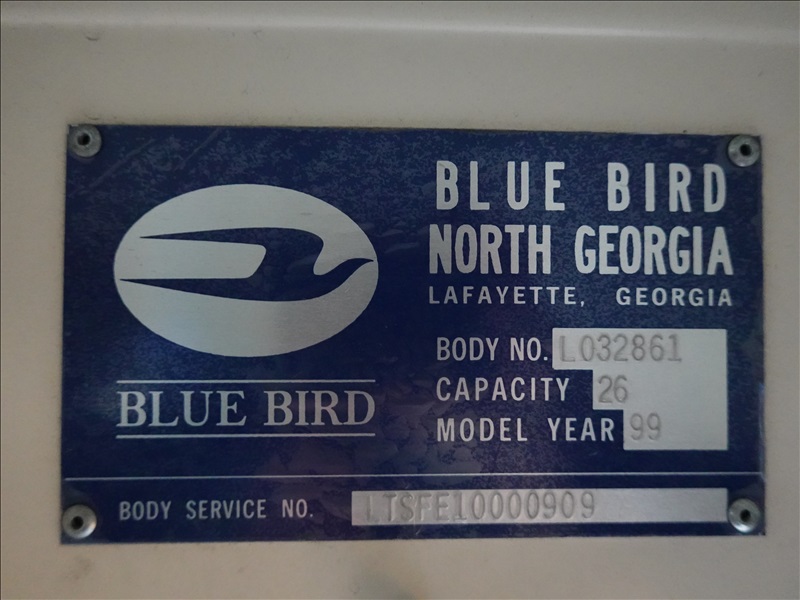 BLUE BIRD
NORTH GEORGIA
LAFAYETTE, GEORGIA
BODY NO. L032861
CAPACITY 26
MODEL YEAR 99
BLUE BIRD
BODY SERVICE NO. LTSFE10000909